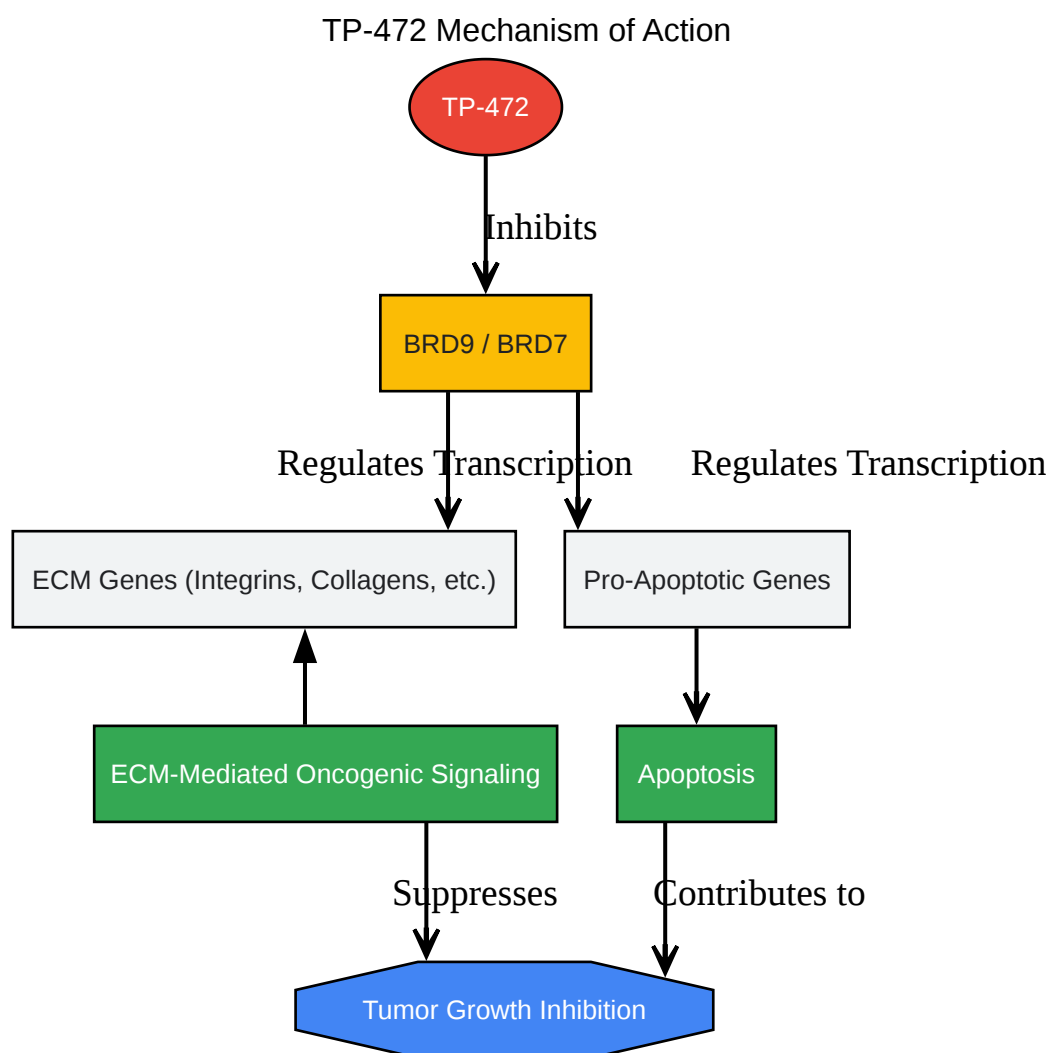 TP-472 Mechanism of Action
TP-472
Inhibits
BRD9 / BRD7
Regulates Transcription
Regulates Transcription
ECM Genes (Integrins, Collagens, etc.)
Pro-Apoptotic Genes
ECM-Mediated Oncogenic Signaling
Apoptosis
Suppresses
Contributes to
Tumor Growth Inhibition